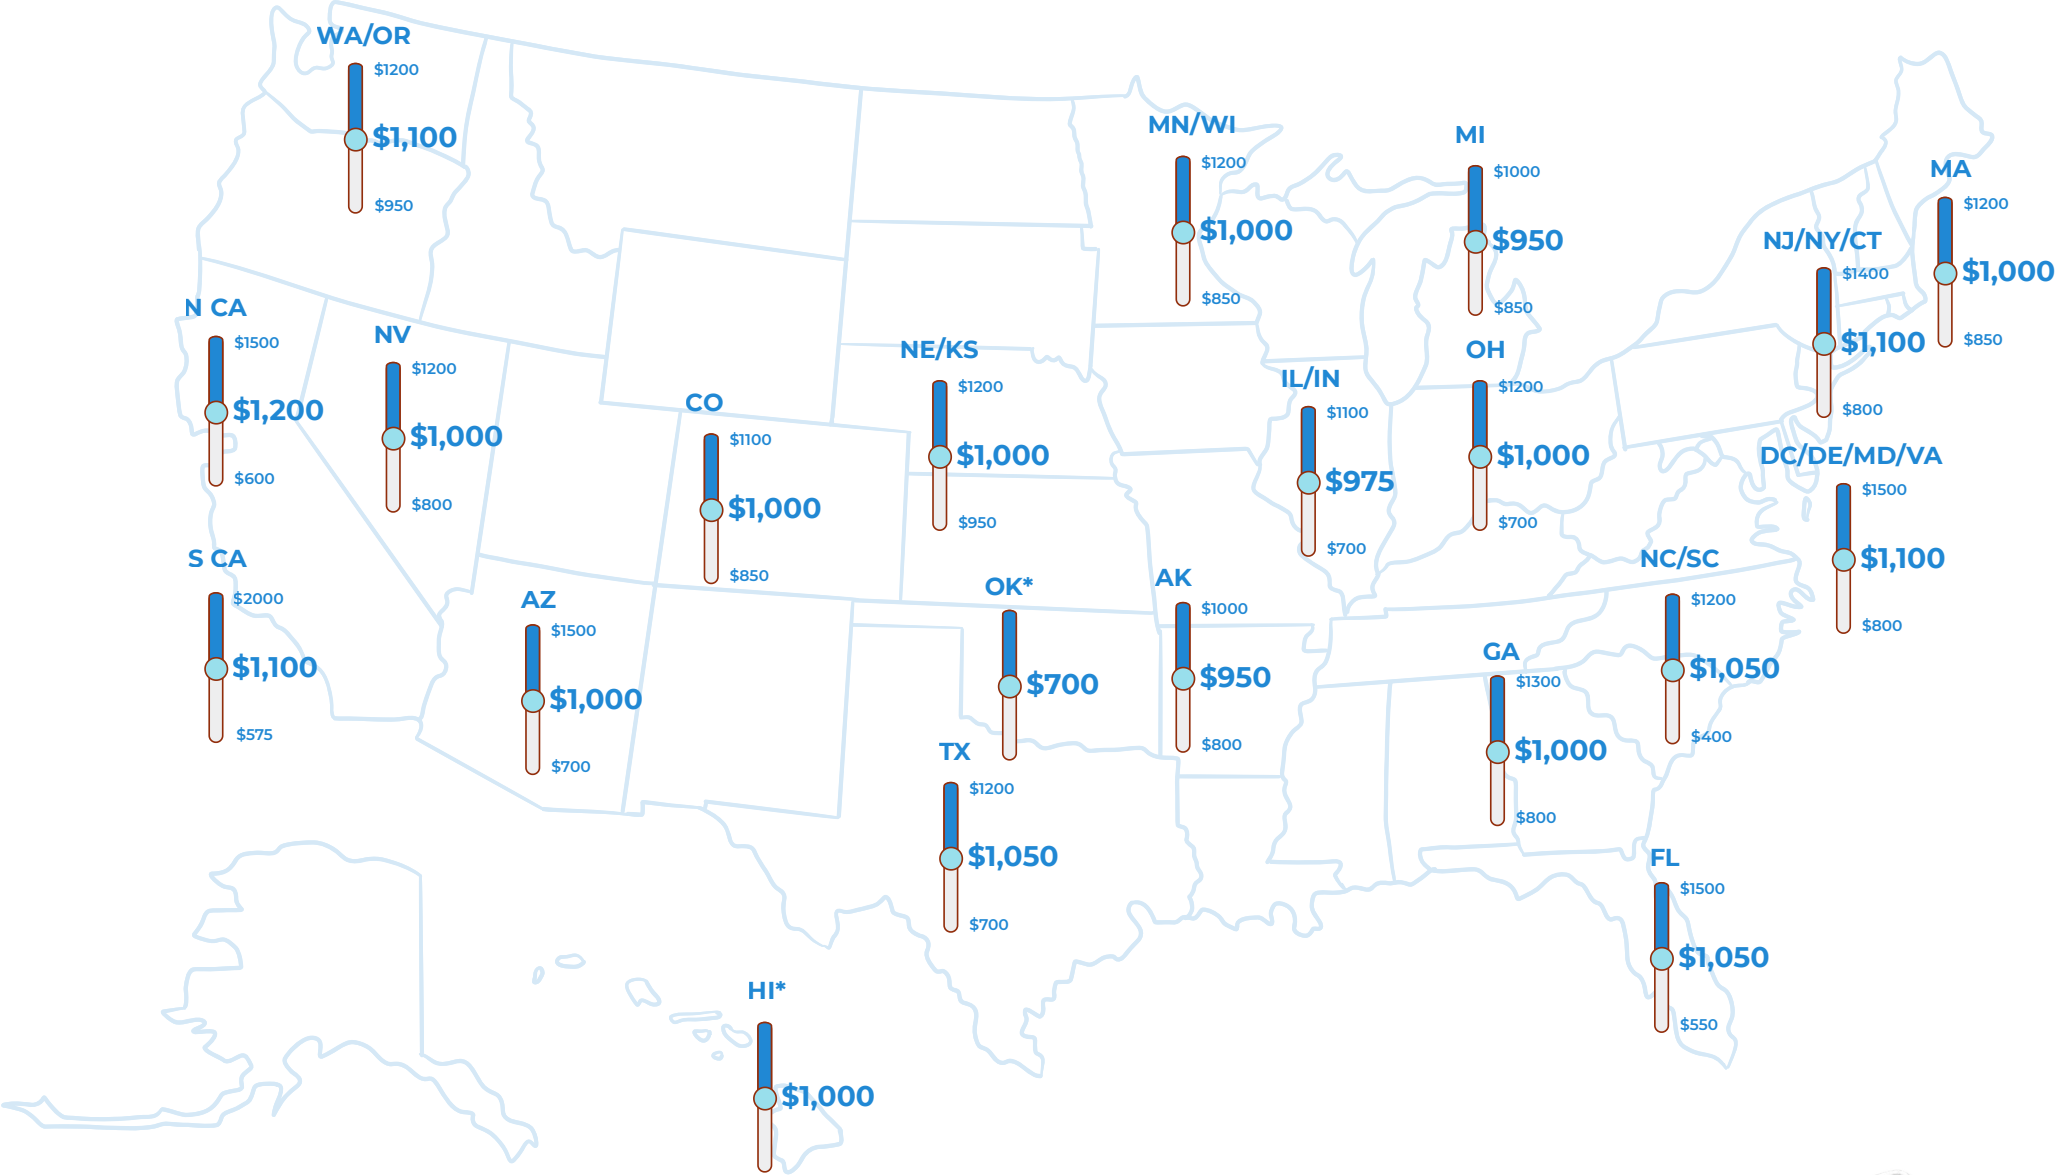 WA/OR
$1200
$1,100
$950
MN/WI
$1200
$1,000
$850
MI
$1000
$950
$850
MA
$1200
$1,000
$850
NJ/NY/CT
$1400
$1,100
$800
N CA
$1500
$1,200
$600
NV
$1200
$1,000
$800
CO
$1100
$1,000
$850
NE/KS
$1200
$1,000
$950
IL/IN
$1100
$975
$700
OH
$1200
$1,000
$700
DC/DE/MD/VA
$1500
$1,100
$800
S CA
$2000
$1,100
$575
AZ
$1500
$1,000
$700
OK*
$700
AK
$1000
$950
$800
NC/SC
$1200
$1,050
$400
GA
$1300
$1,000
$800
TX
$1200
$1,050
$700
FL
$1500
$1,050
$550
HI*
$1,000